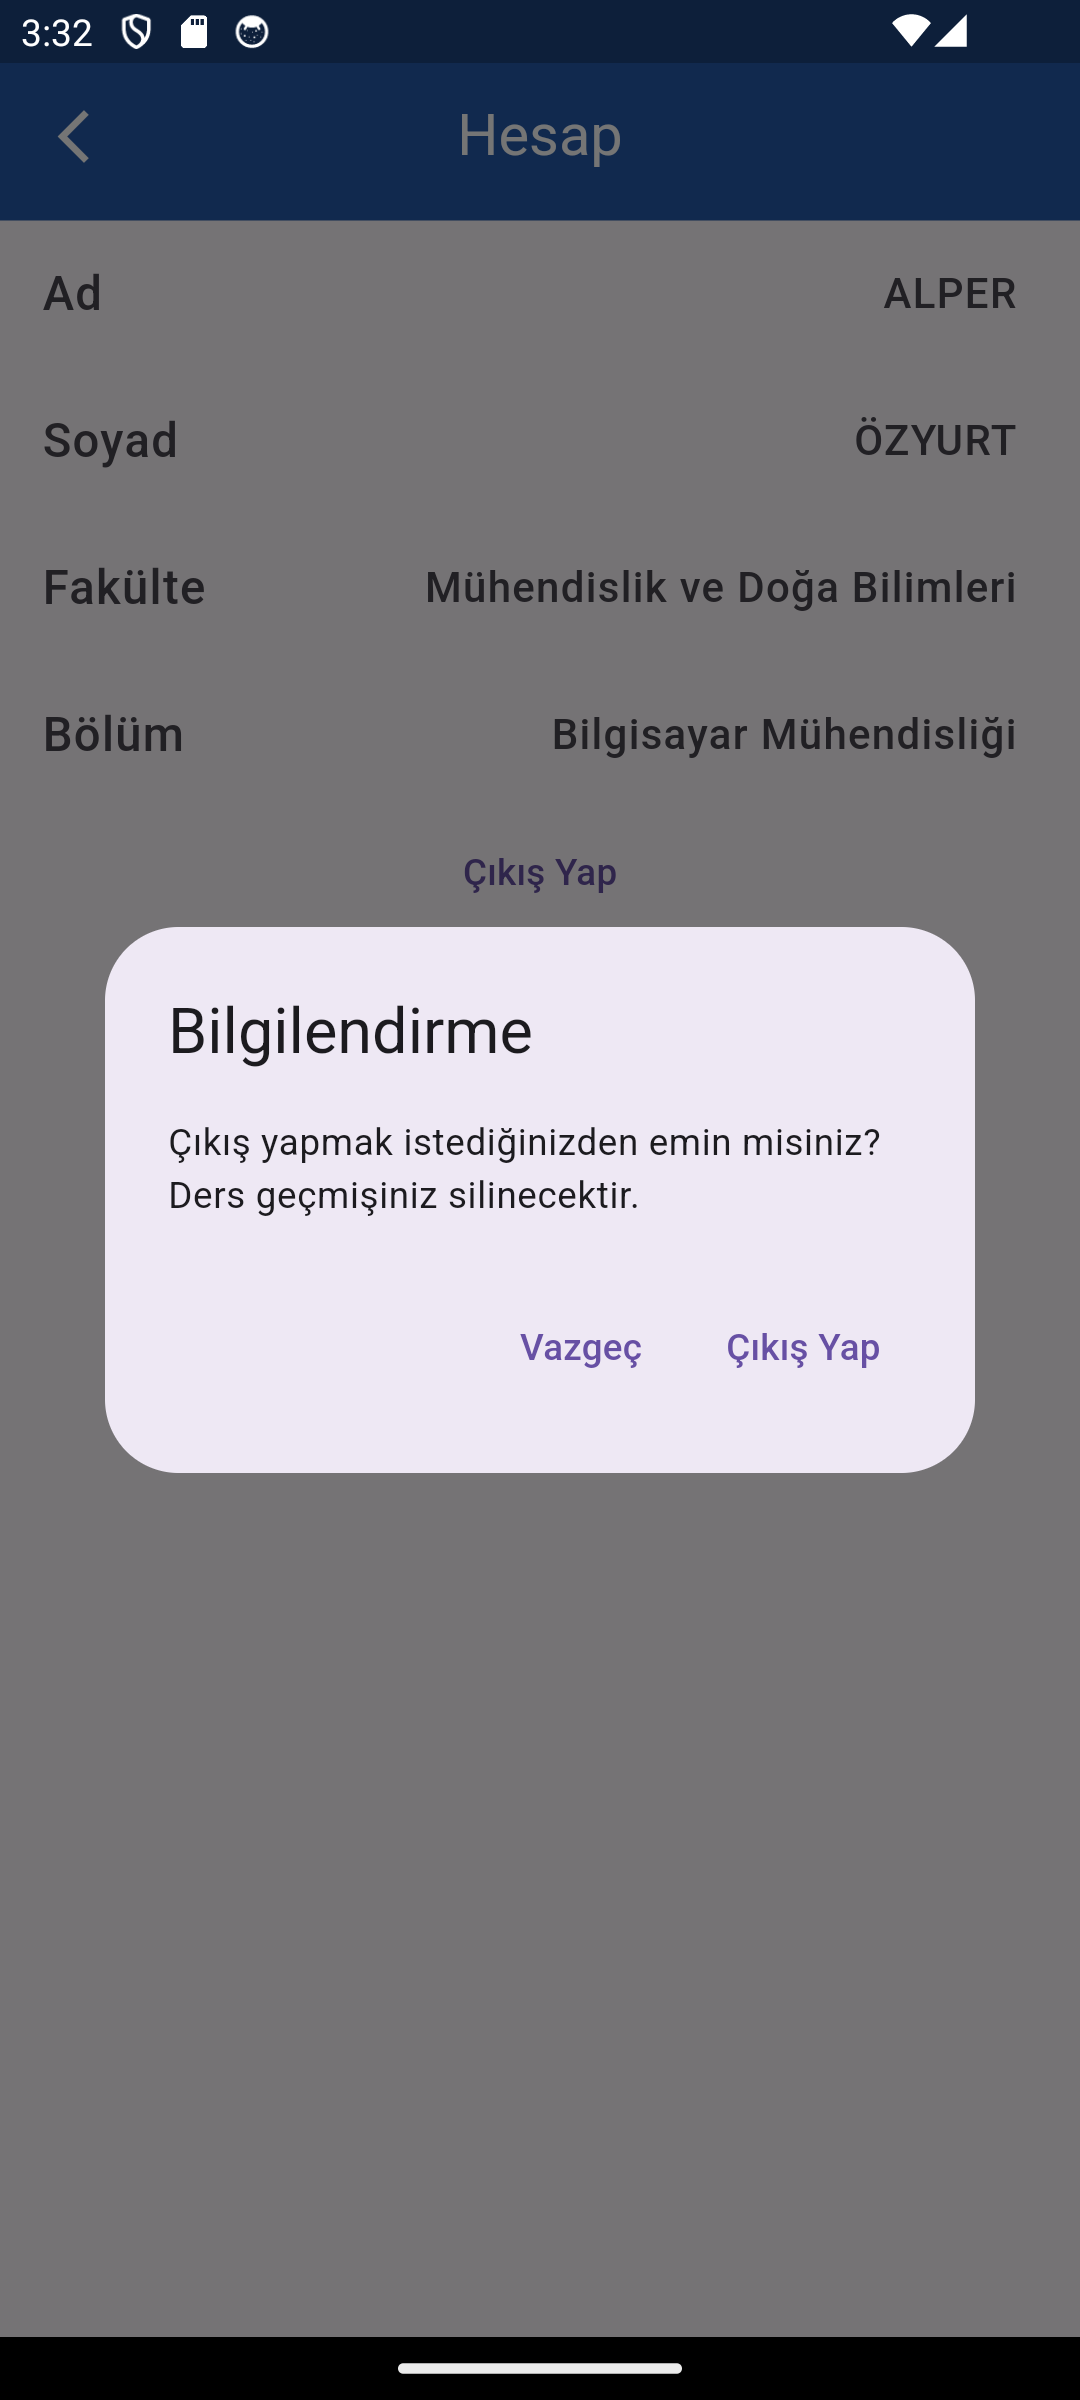 3:32
Hesap
Ad ALPER
Soyad ÖZYURT
Fakülte Mühendislik ve Doğa Bilimleri
Bölüm Bilgisayar Mühendisliği
Çıkış Yap
Bilgilendirme
Çıkış yapmak istediğinizden emin misiniz?
Ders geçmişiniz silinecektir.
Vazgeç Çıkış Yap